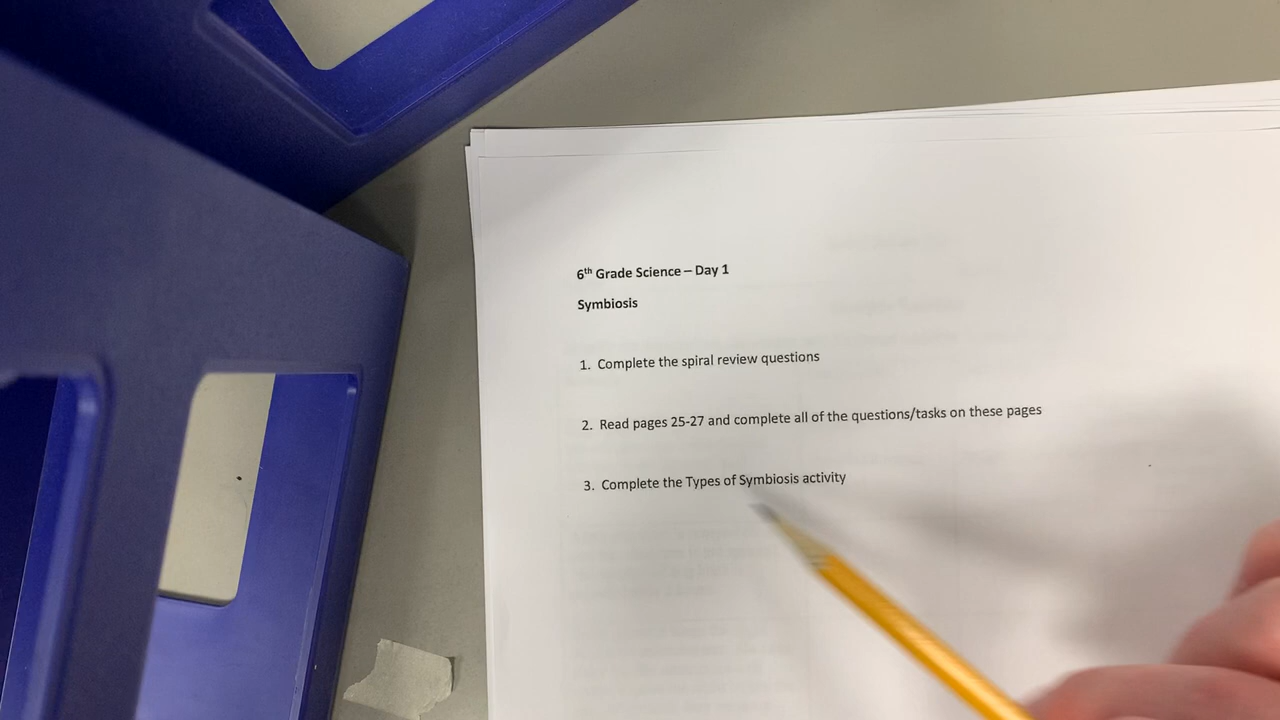 6th Grade Science – Day 1
Symbiosis
1. Complete the spiral review questions
2. Read pages 25-27 and complete all of the questions/tasks on these pages
3. Complete the Types of Symbiosis activity